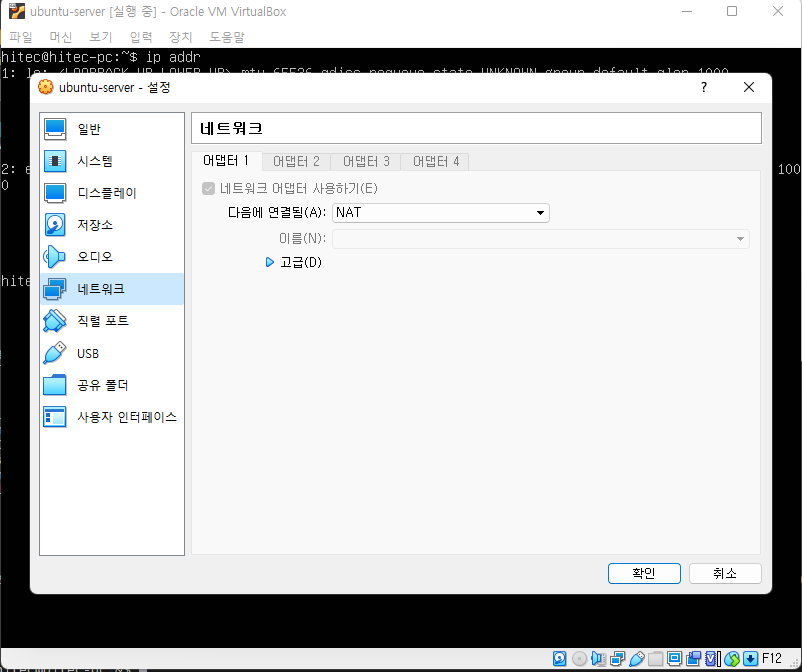 ubuntu-server [실행 중] - Oracle VM VirtualBox
파일 머신 보기 입력 장치 도움말
hitec@hitec-pc:~$ ip addr
1: lo: <LOOPBACK,UP,LOWER_UP> mtu 65536 qdisc noqueue state UNKNOWN group default qlen 1000
ubuntu-server - 설정
?
일반
시스템
디스플레이
저장소
오디오
네트워크
직렬 포트
USB
공유 폴더
사용자 인터페이스
네트워크
어댑터 1 어댑터 2 어댑터 3 어댑터 4
네트워크 어댑터 사용하기(E)
다음에 연결됨(A): NAT
이름(N):
고급(D)
확인 취소
2: e
100
0
hite
F12